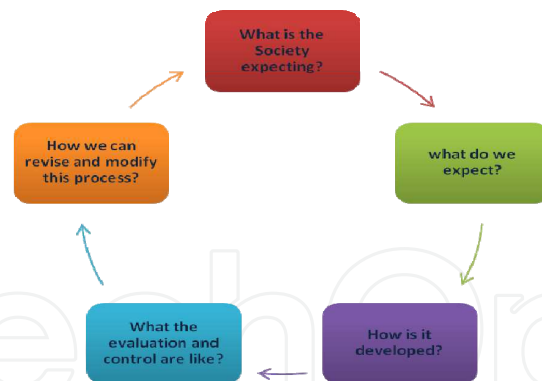 What is the
Society
expecting?
what do we
expect?
How is it
developed?
What the
evaluation and
control are like?
How we can
revise and modify
this process?